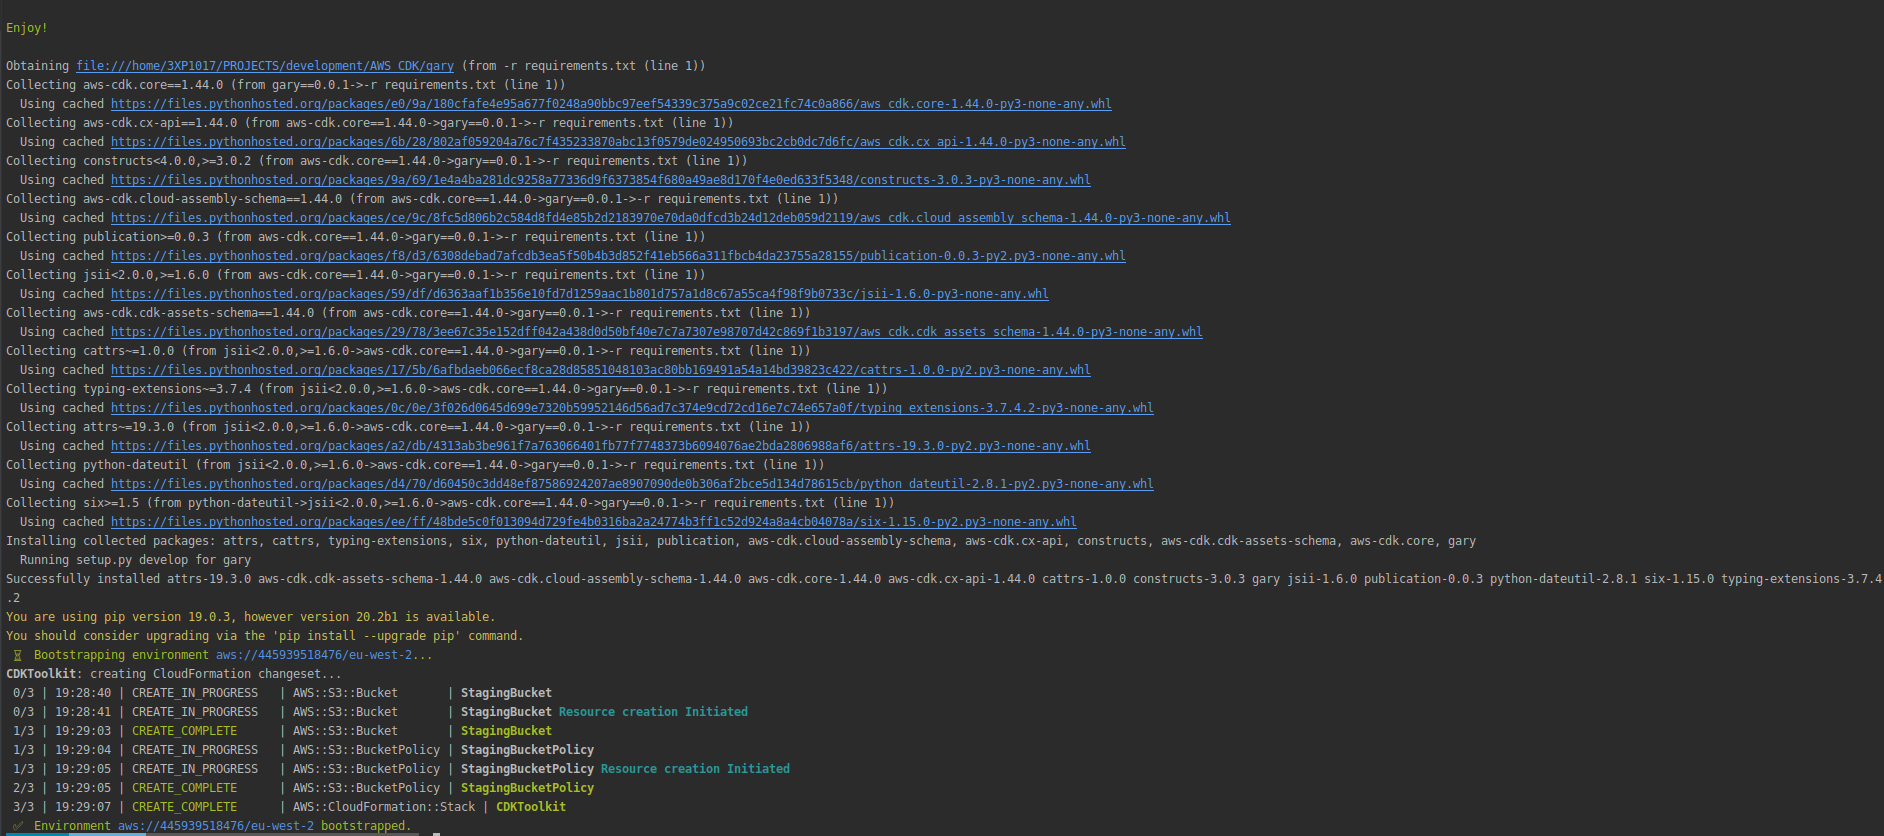 Enjoy!
Obtaining file:///home/3XP1017/PROJECTS/development/AWS_CDK/gary (from -r requirements.txt (line 1))
Collecting aws-cdk.core==1.44.0 (from gary==0.0.1->-r requirements.txt (line 1))
  Using cached https://files.pythonhosted.org/packages/e0/9a/180cfafe4e95a677f0248a90bbc97eef54339c375a9c02ce21fc74c0a866/aws_cdk.core-1.44.0-py3-none-any.whl
Collecting aws-cdk.cx-api==1.44.0 (from aws-cdk.core==1.44.0->gary==0.0.1->-r requirements.txt (line 1))
  Using cached https://files.pythonhosted.org/packages/6b/28/802af059204a76c7f435233870abc13f0579de024950693bc2cb0dc7d6fc/aws_cdk.cx_api-1.44.0-py3-none-any.whl
Collecting constructs<4.0.0,>=3.0.2 (from aws-cdk.core==1.44.0->gary==0.0.1->-r requirements.txt (line 1))
  Using cached https://files.pythonhosted.org/packages/9a/69/1e4a4ba281dc9258a77336d9f6373854f680a49ae8d170f4e0ed633f5348/constructs-3.0.3-py3-none-any.whl
Collecting aws-cdk.cloud-assembly-schema==1.44.0 (from aws-cdk.core==1.44.0->gary==0.0.1->-r requirements.txt (line 1))
  Using cached https://files.pythonhosted.org/packages/ce/9c/8fc5d806b2c584d8fd4e85b2d2183970e70da0dfcd3b24d12deb059d2119/aws_cdk.cloud_assembly_schema-1.44.0-py3-none-any.whl
Collecting publication>=0.0.3 (from aws-cdk.core==1.44.0->gary==0.0.1->-r requirements.txt (line 1))
  Using cached https://files.pythonhosted.org/packages/f8/d3/6308debad7afcdb3ea5f50b4b3d852f41eb566a311fbcb4da23755a28155/publication-0.0.3-py2.py3-none-any.whl
Collecting jsii<2.0.0,>=1.6.0 (from aws-cdk.core==1.44.0->gary==0.0.1->-r requirements.txt (line 1))
  Using cached https://files.pythonhosted.org/packages/59/df/d6363aaf1b356e10fd7d1259aac1b801d757a1d8c67a55ca4f98f9b0733c/jsii-1.6.0-py3-none-any.whl
Collecting aws-cdk.cdk-assets-schema==1.44.0 (from aws-cdk.core==1.44.0->gary==0.0.1->-r requirements.txt (line 1))
  Using cached https://files.pythonhosted.org/packages/29/78/3ee67c35e152dff042a438d0d50bf40e7c7a7307e98707d42c869f1b3197/aws_cdk.cdk_assets_schema-1.44.0-py3-none-any.whl
Collecting cattrs~=1.0.0 (from jsii<2.0.0,>=1.6.0->aws-cdk.core==1.44.0->gary==0.0.1->-r requirements.txt (line 1))
  Using cached https://files.pythonhosted.org/packages/17/5b/6afbdaeb066ecf8ca28d85851048103ac80bb169491a54a14bd39823c422/cattrs-1.0.0-py2.py3-none-any.whl
Collecting typing-extensions~=3.7.4 (from jsii<2.0.0,>=1.6.0->aws-cdk.core==1.44.0->gary==0.0.1->-r requirements.txt (line 1))
  Using cached https://files.pythonhosted.org/packages/0c/0e/3f026d0645d699e7320b59952146d56ad7c374e9cd72cd16e7c74e657a0f/typing_extensions-3.7.4.2-py3-none-any.whl
Collecting attrs~=19.3.0 (from jsii<2.0.0,>=1.6.0->aws-cdk.core==1.44.0->gary==0.0.1->-r requirements.txt (line 1))
  Using cached https://files.pythonhosted.org/packages/a2/db/4313ab3be961f7a763066401fb77f7748373b6094076ae2bda2806988af6/attrs-19.3.0-py2.py3-none-any.whl
Collecting python-dateutil (from jsii<2.0.0,>=1.6.0->aws-cdk.core==1.44.0->gary==0.0.1->-r requirements.txt (line 1))
  Using cached https://files.pythonhosted.org/packages/d4/70/d60450c3dd48ef87586924207ae8907090de0b306af2bce5d134d78615cb/python_dateutil-2.8.1-py2.py3-none-any.whl
Collecting six>=1.5 (from python-dateutil->jsii<2.0.0,>=1.6.0->aws-cdk.core==1.44.0->gary==0.0.1->-r requirements.txt (line 1))
  Using cached https://files.pythonhosted.org/packages/ee/ff/48bde5c0f013094d729fe4b0316ba2a24774b3ff1c52d924a8a4cb04078a/six-1.15.0-py2.py3-none-any.whl
Installing collected packages: attrs, cattrs, typing-extensions, six, python-dateutil, jsii, publication, aws-cdk.cloud-assembly-schema, aws-cdk.cx-api, constructs, aws-cdk.cdk-assets-schema, aws-cdk.core, gary
  Running setup.py develop for gary
Successfully installed attrs-19.3.0 aws-cdk.cdk-assets-schema-1.44.0 aws-cdk.cloud-assembly-schema-1.44.0 aws-cdk.core-1.44.0 aws-cdk.cx-api-1.44.0 cattrs-1.0.0 constructs-3.0.3 gary jsii-1.6.0 publication-0.0.3 python-dateutil-2.8.1 six-1.15.0 typing-extensions-3.7.4
.2
You are using pip version 19.0.3, however version 20.2b1 is available.
You should consider upgrading via the 'pip install --upgrade pip' command.
 ⏳  Bootstrapping environment aws://445939518476/eu-west-2...
CDKToolkit: creating CloudFormation changeset...
 0/3 | 19:28:40 | CREATE_IN_PROGRESS   | AWS::S3::Bucket       | StagingBucket
 0/3 | 19:28:41 | CREATE_IN_PROGRESS   | AWS::S3::Bucket       | StagingBucket Resource creation Initiated
 1/3 | 19:29:03 | CREATE_COMPLETE      | AWS::S3::Bucket       | StagingBucket
 1/3 | 19:29:04 | CREATE_IN_PROGRESS   | AWS::S3::BucketPolicy | StagingBucketPolicy
 1/3 | 19:29:05 | CREATE_IN_PROGRESS   | AWS::S3::BucketPolicy | StagingBucketPolicy Resource creation Initiated
 2/3 | 19:29:05 | CREATE_COMPLETE      | AWS::S3::BucketPolicy | StagingBucketPolicy
 3/3 | 19:29:07 | CREATE_COMPLETE      | AWS::CloudFormation::Stack | CDKToolkit
 ✅  Environment aws://445939518476/eu-west-2 bootstrapped.